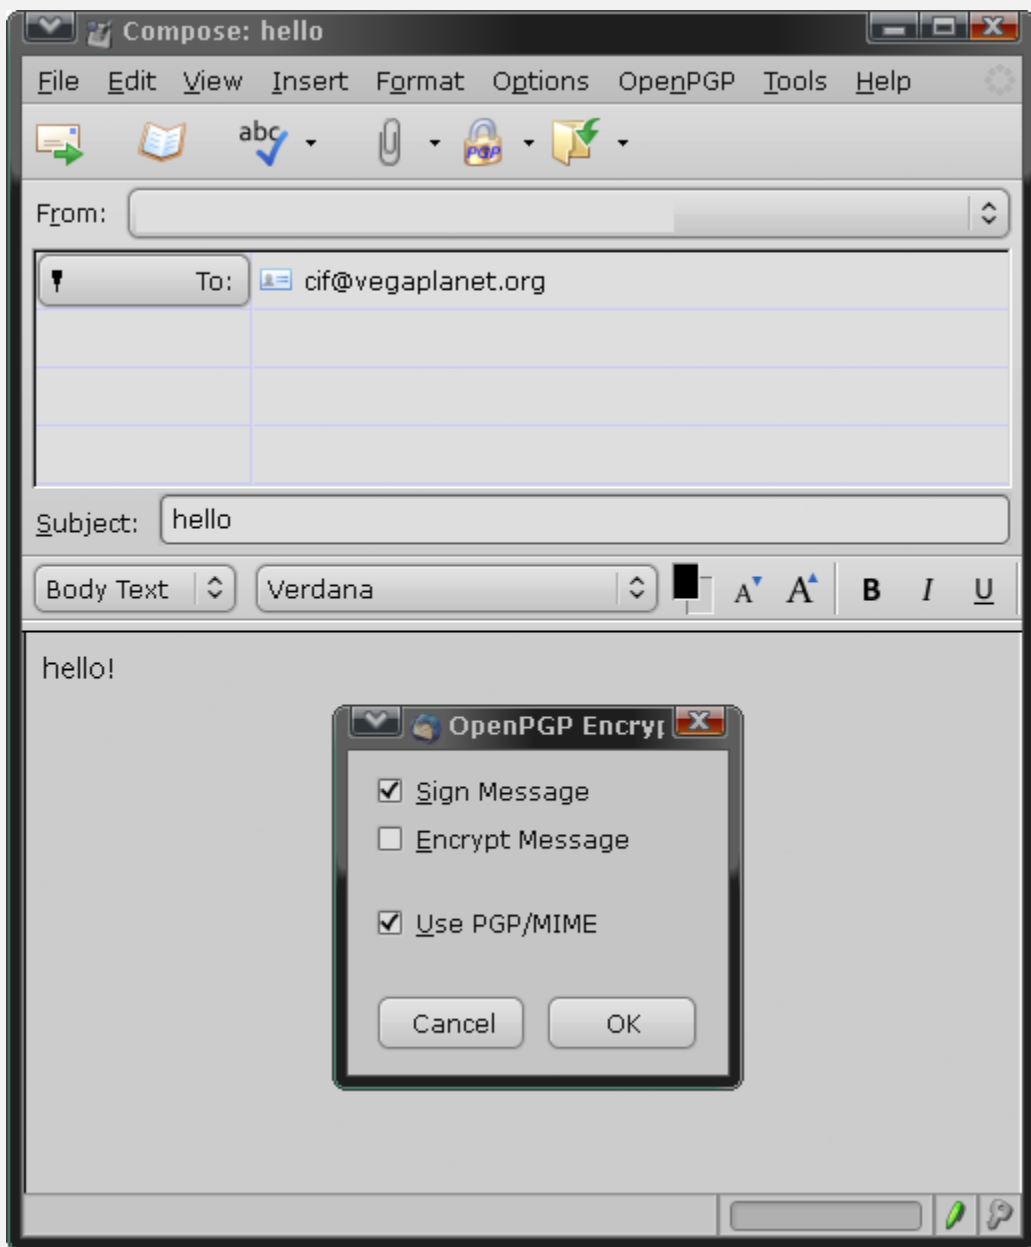 Compose: hello
File Edit View Insert Format Options OpenPGP Tools Help
abc PGP
From:
To: cif@vegaplanet.org
Subject: hello
Body Text Verdana A A B I U
hello!
OpenPGP Encryp
Sign Message
Encrypt Message
Use PGP/MIME
Cancel OK